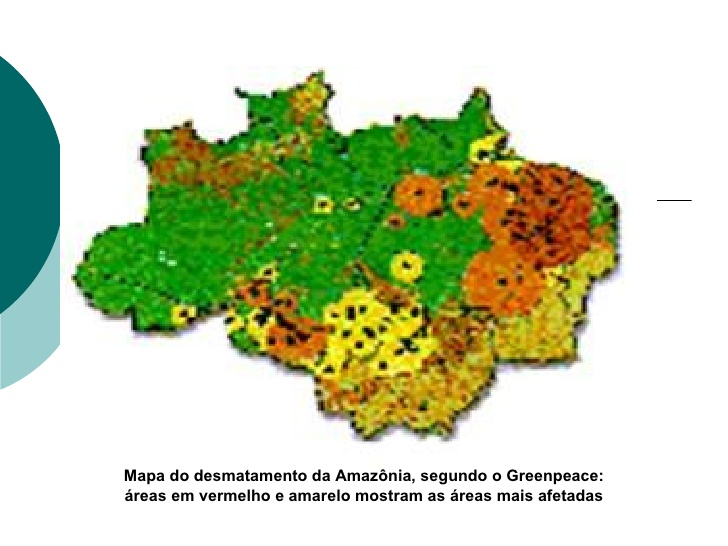 Mapa do desmatamento da Amazônia, segundo o Greenpeace:
áreas em vermelho e amarelo mostram as áreas mais afetadas